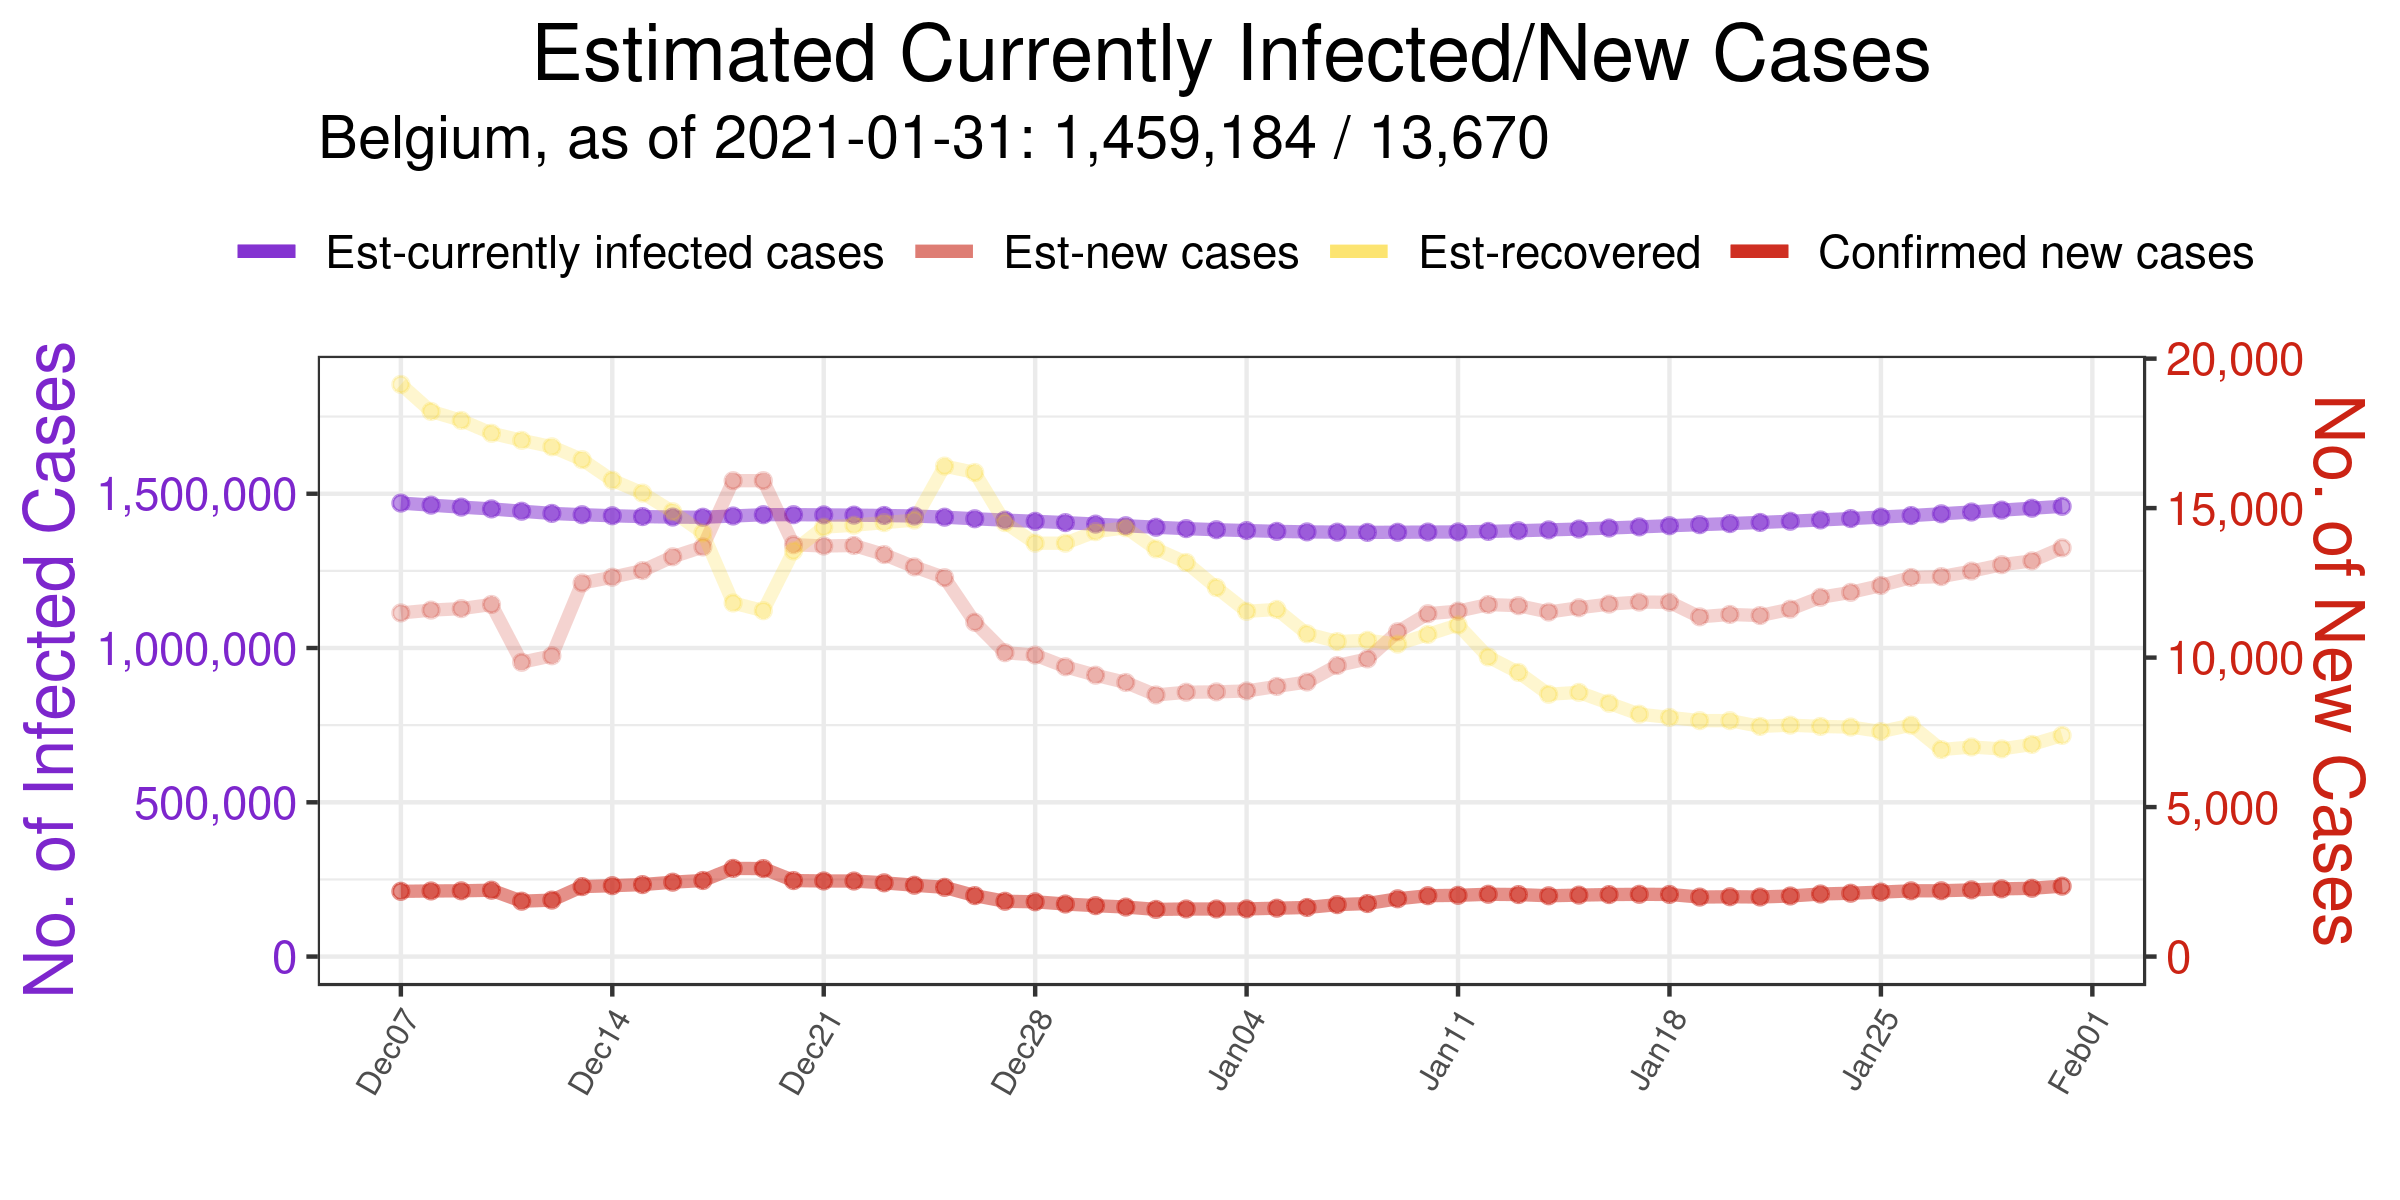 Estimated Currently Infected/New Cases
Belgium, as of 2021-01-31: 1,459,184 / 13,670
Est-currently infected cases Est-new cases Est-recovered Confirmed new cases
No. of Infected Cases
1,500,000
1,000,000
500,000
0
20,000
15,000
10,000
5,000
0
No. of New Cases
Dec07 Dec14 Dec21 Dec28 Jan04 Jan11 Jan18 Jan25 Feb01